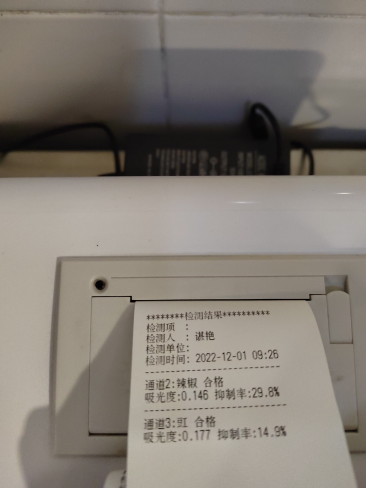 ********检测结果**********
检测项 :
检测人 : 谌艳
检测单位:
检测时间: 2022-12-01 09:26
通道2:辣椒 合格
吸光度:0.146 抑制率:29.8%
通道3:豇 合格
吸光度:0.177 抑制率:14.9%